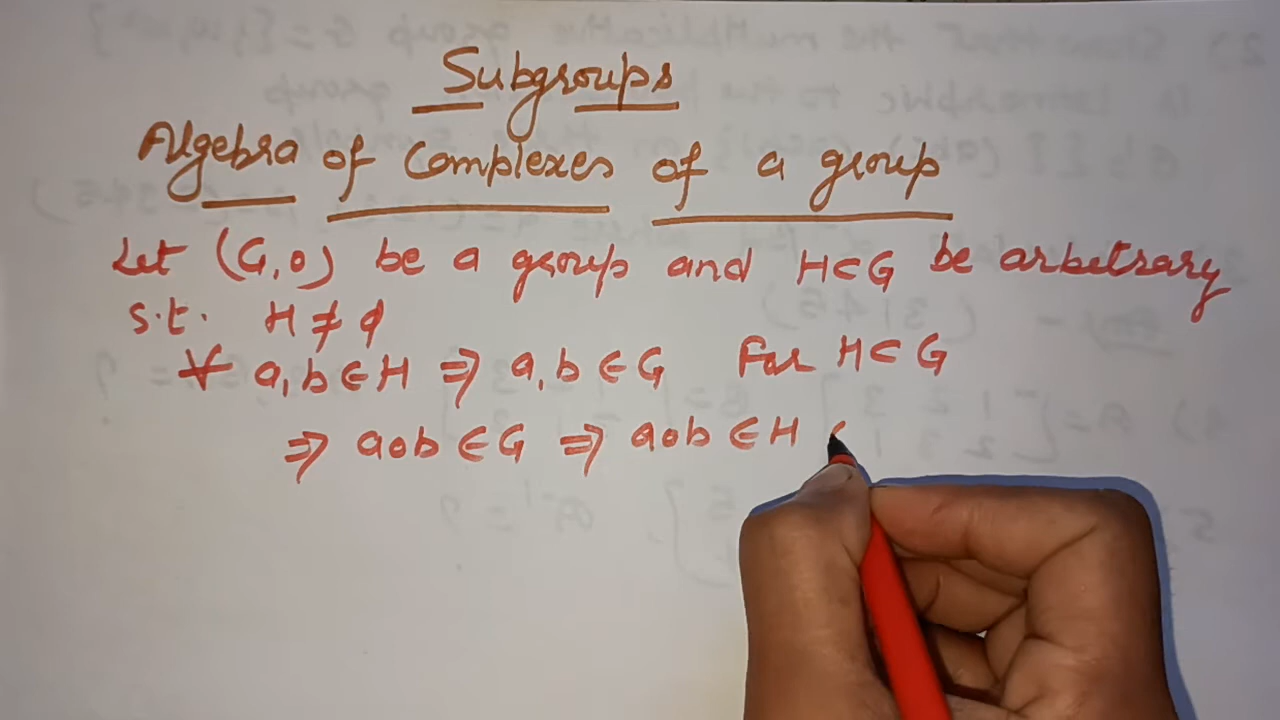 Subgroups
Algebra of Complexes of a group
Let (G,o) be a group and H⊂G be arbitrary
s.t. H ≠ ϕ
∀ a,b ∈ H ⇒ a,b ∈ G For H ⊂ G
⇒ aob ∈ G ⇒ aob ∈ H (